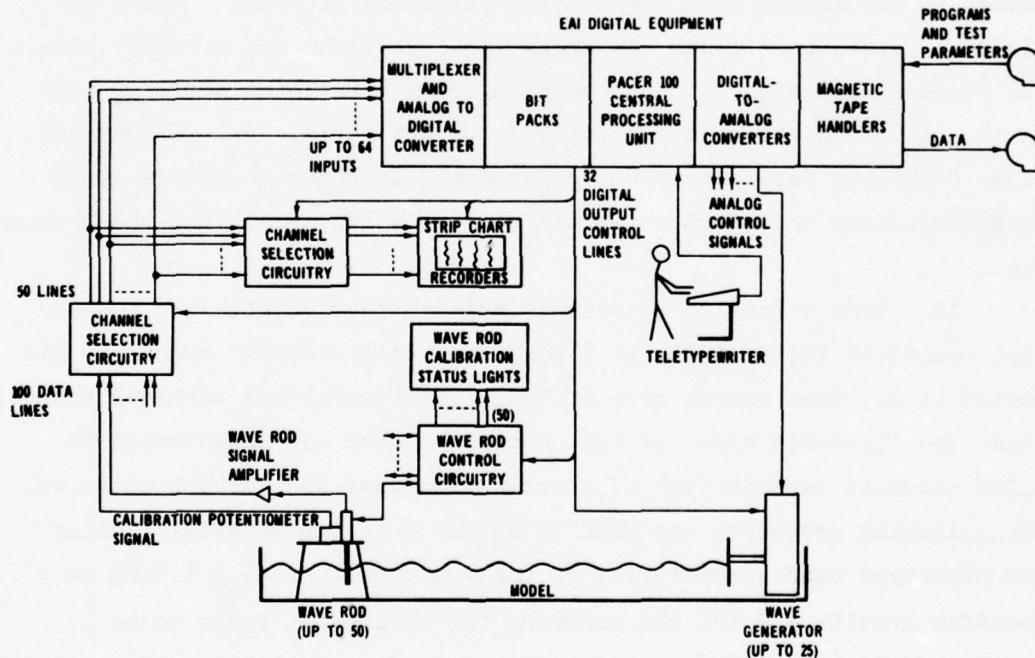 EAI DIGITAL EQUIPMENT
PROGRAMS
AND TEST
PARAMETERS
MULTIPLEXER
AND
ANALOG TO
DIGITAL
CONVERTER
BIT
PACKS
PACER 100
CENTRAL
PROCESSING
UNIT
DIGITAL-
TO-
ANALOG
CONVERTERS
MAGNETIC
TAPE
HANDLERS
DATA
UP TO 64
INPUTS
32
DIGITAL
OUTPUT
CONTROL
LINES
ANALOG
CONTROL
SIGNALS
CHANNEL
SELECTION
CIRCUITRY
STRIP CHART
RECORDERS
50 LINES
CHANNEL
SELECTION
CIRCUITRY
TELETYPEWRITER
WAVE ROD
CALIBRATION
STATUS LIGHTS
100 DATA
LINES
(50)
WAVE ROD
SIGNAL
AMPLIFIER
WAVE ROD
CONTROL
CIRCUITRY
CALIBRATION POTENTIOMETER
SIGNAL
MODEL
WAVE ROD
(UP TO 50)
WAVE
GENERATOR
(UP TO 25)